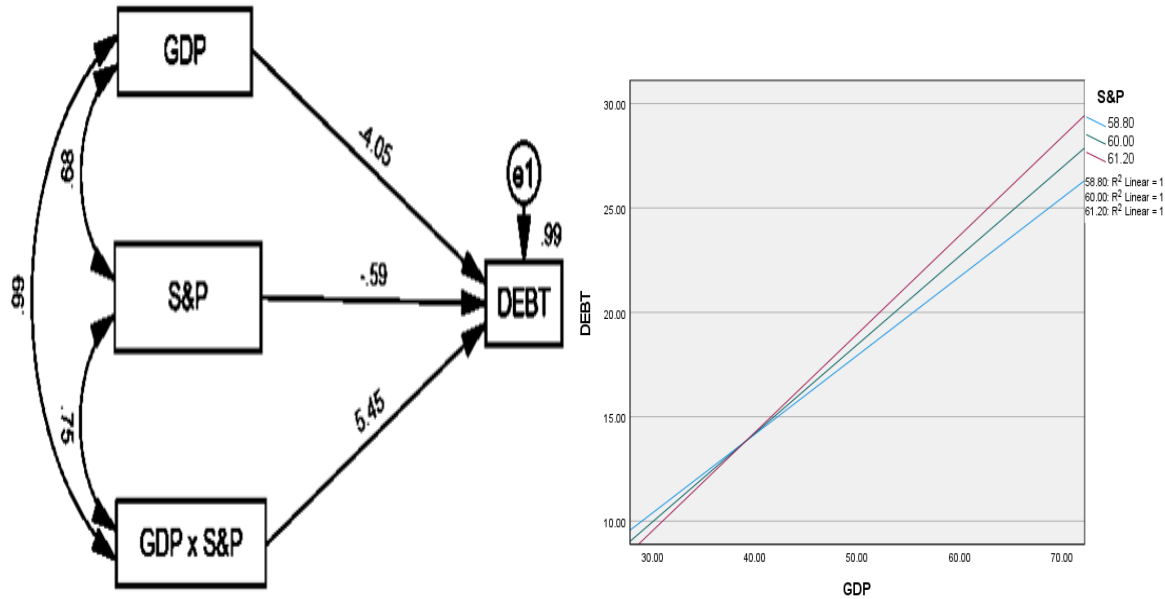 GDP
-4.05
e1
.99
S&P
-.59
DEBT
.75
5.45
GDP x S&P
S&P
58.80
60.00
61.20
58.80: R² Linear = 1
60.00: R² Linear = 1
61.20: R² Linear = 1
30.00
25.00
20.00
15.00
10.00
DEBT
30.00 40.00 50.00 60.00 70.00
GDP